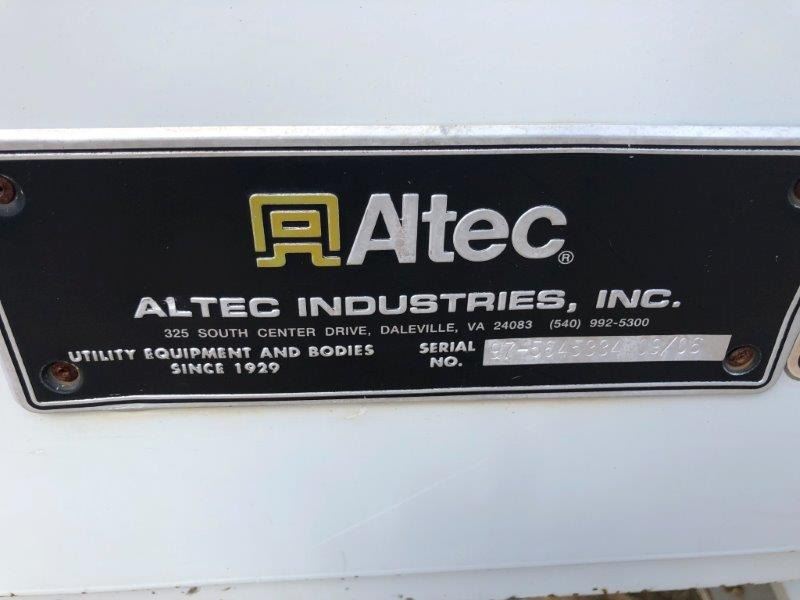 Altec®
ALTEC INDUSTRIES, INC.
325 SOUTH CENTER DRIVE, DALEVILLE, VA 24083 (540) 992-5300
UTILITY EQUIPMENT AND BODIES
SINCE 1929
SERIAL
NO.